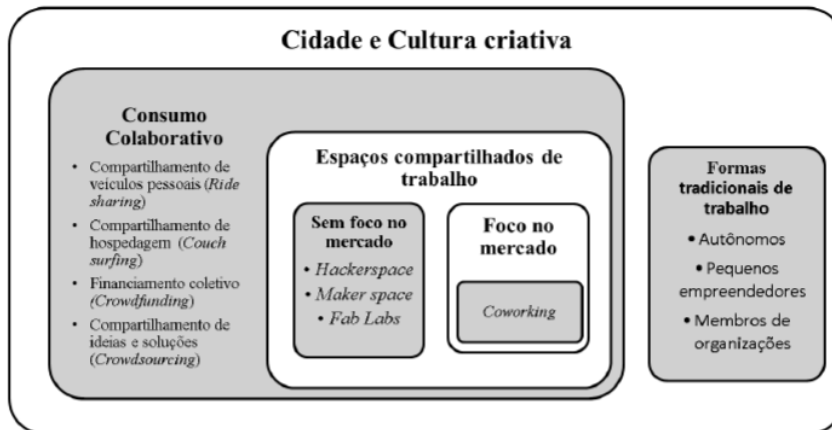 Cidade e Cultura criativa
Consumo
Colaborativo
• Compartilhamento de
veículos pessoais (Ride
sharing)
• Compartilhamento de
hospedagem (Couch
surfing)
• Financiamento coletivo
(Crowdfunding)
• Compartilhamento de
ideias e soluções
(Crowdsourcing)
Espaços compartilhados de
trabalho
Sem foco no
mercado
• Hackerspace
• Maker space
• Fab Labs
Foco no
mercado
Coworking
Formas
tradicionais de
trabalho
• Autônomos
• Pequenos
empreendedores
• Membros de
organizações